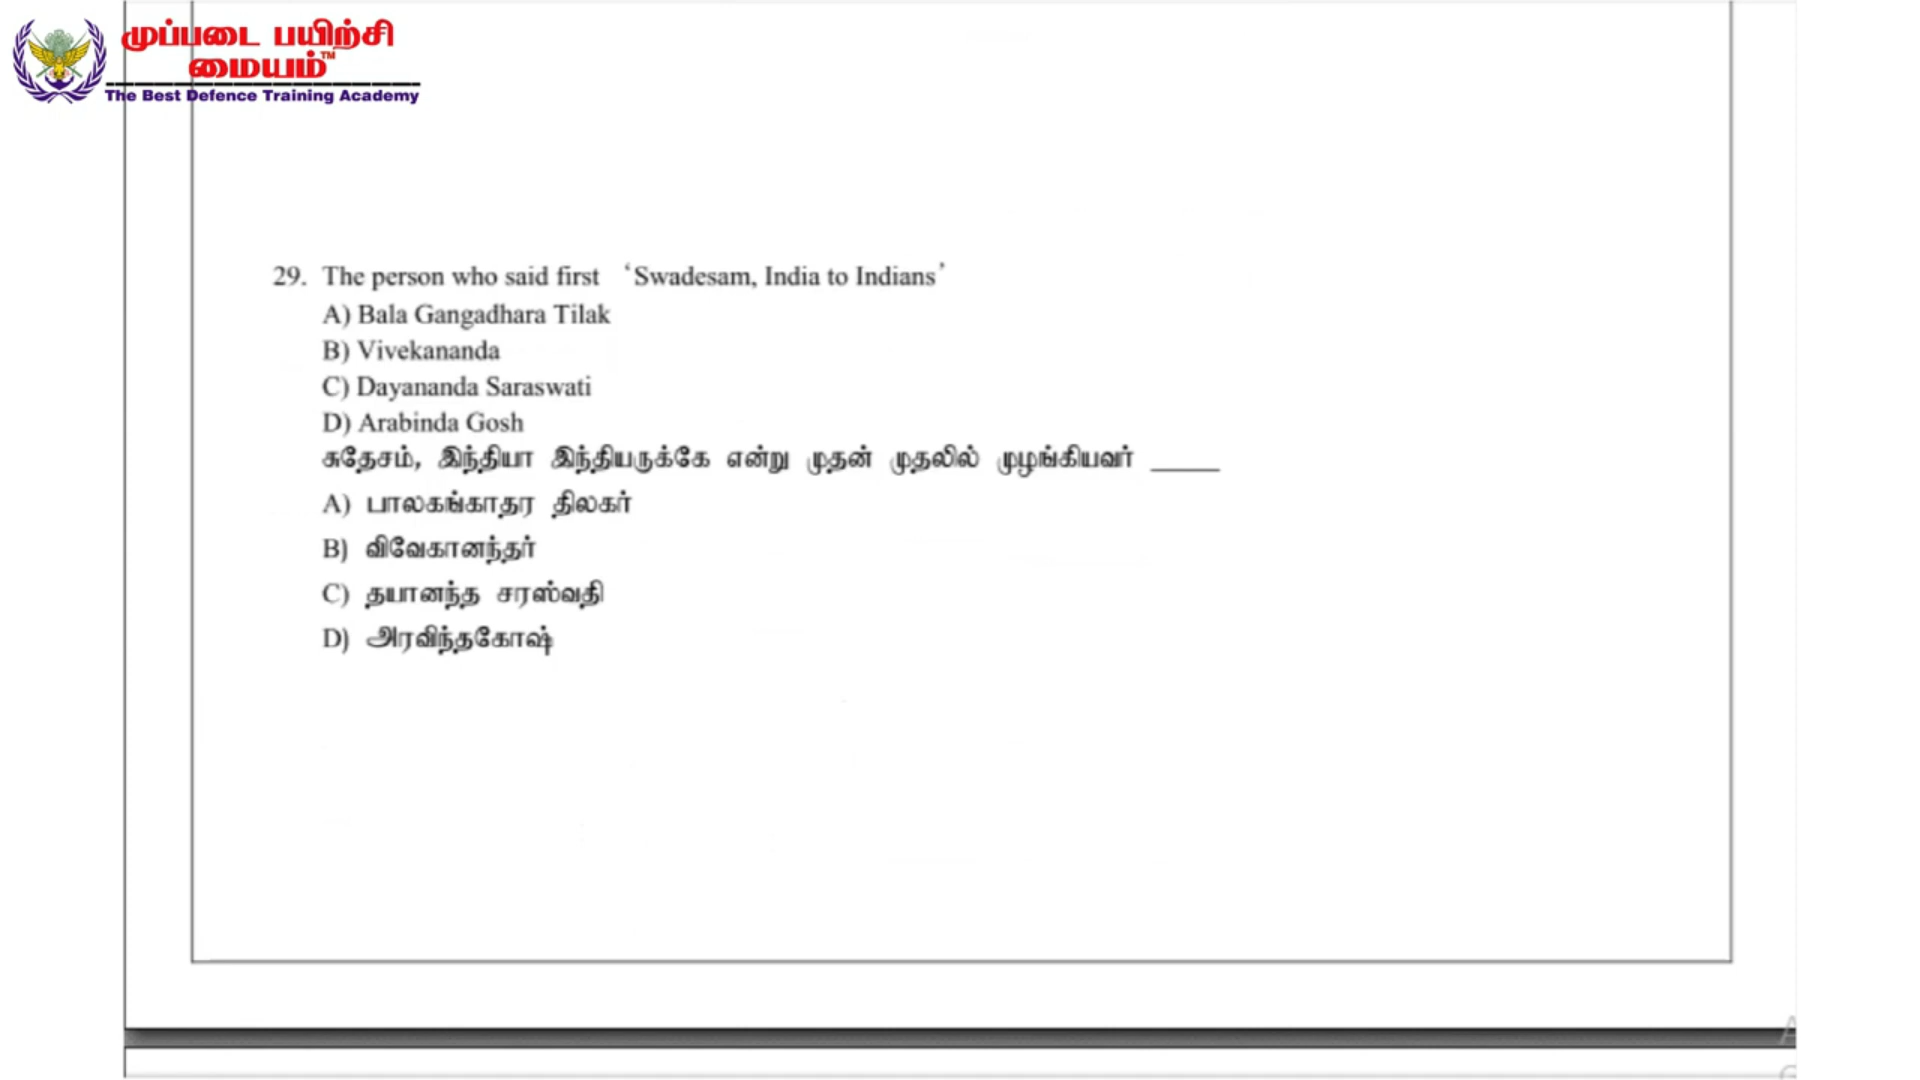 முப்படை பயிற்சி
மையம்™
The Best Defence Training Academy
29. The person who said first ‘Swadesam, India to Indians’
A) Bala Gangadhara Tilak
B) Vivekananda
C) Dayananda Saraswati
D) Arabinda Gosh
சுதேசம், இந்தியா இந்தியருக்கே என்று முதன் முதலில் முழங்கியவர் _____
A) பாலகங்காதர திலகர்
B) விவேகானந்தர்
C) தயானந்த சரஸ்வதி
D) அரவிந்தகோஷ்